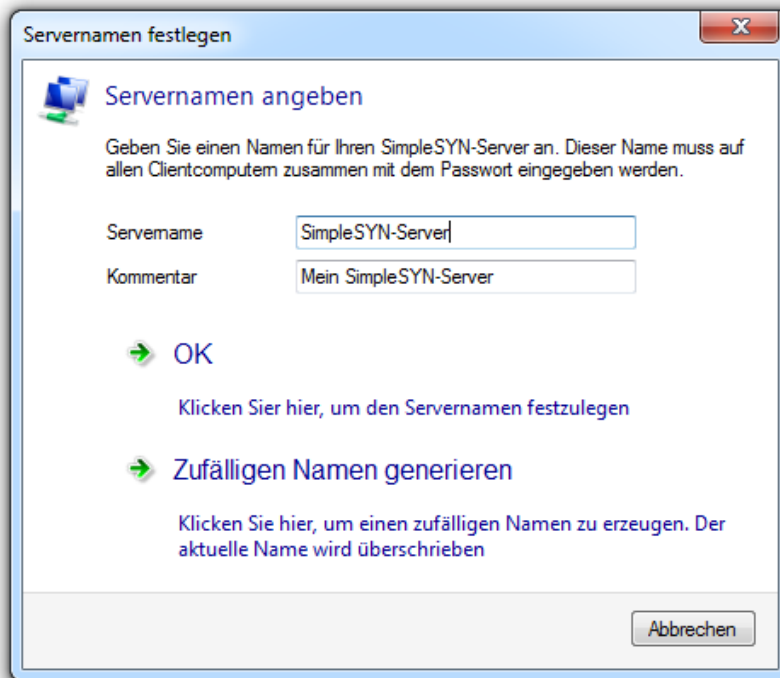 Servernamen festlegen
Servernamen angeben
Geben Sie einen Namen für Ihren SimpleSYN-Server an. Dieser Name muss auf
allen Clientcomputern zusammen mit dem Passwort eingegeben werden.
Servername SimpleSYN-Server
Kommentar Mein SimpleSYN-Server
OK
Klicken Sier hier, um den Servernamen festzulegen
Zufälligen Namen generieren
Klicken Sie hier, um einen zufälligen Namen zu erzeugen. Der
aktuelle Name wird überschrieben
Abbrechen